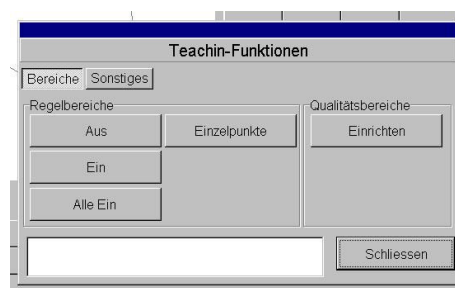 Teachin-Funktionen
Bereiche Sonstiges
Regelbereiche Qualitätsbereiche
Aus Einzelpunkte Einrichten
Ein
Alle Ein
Schliessen